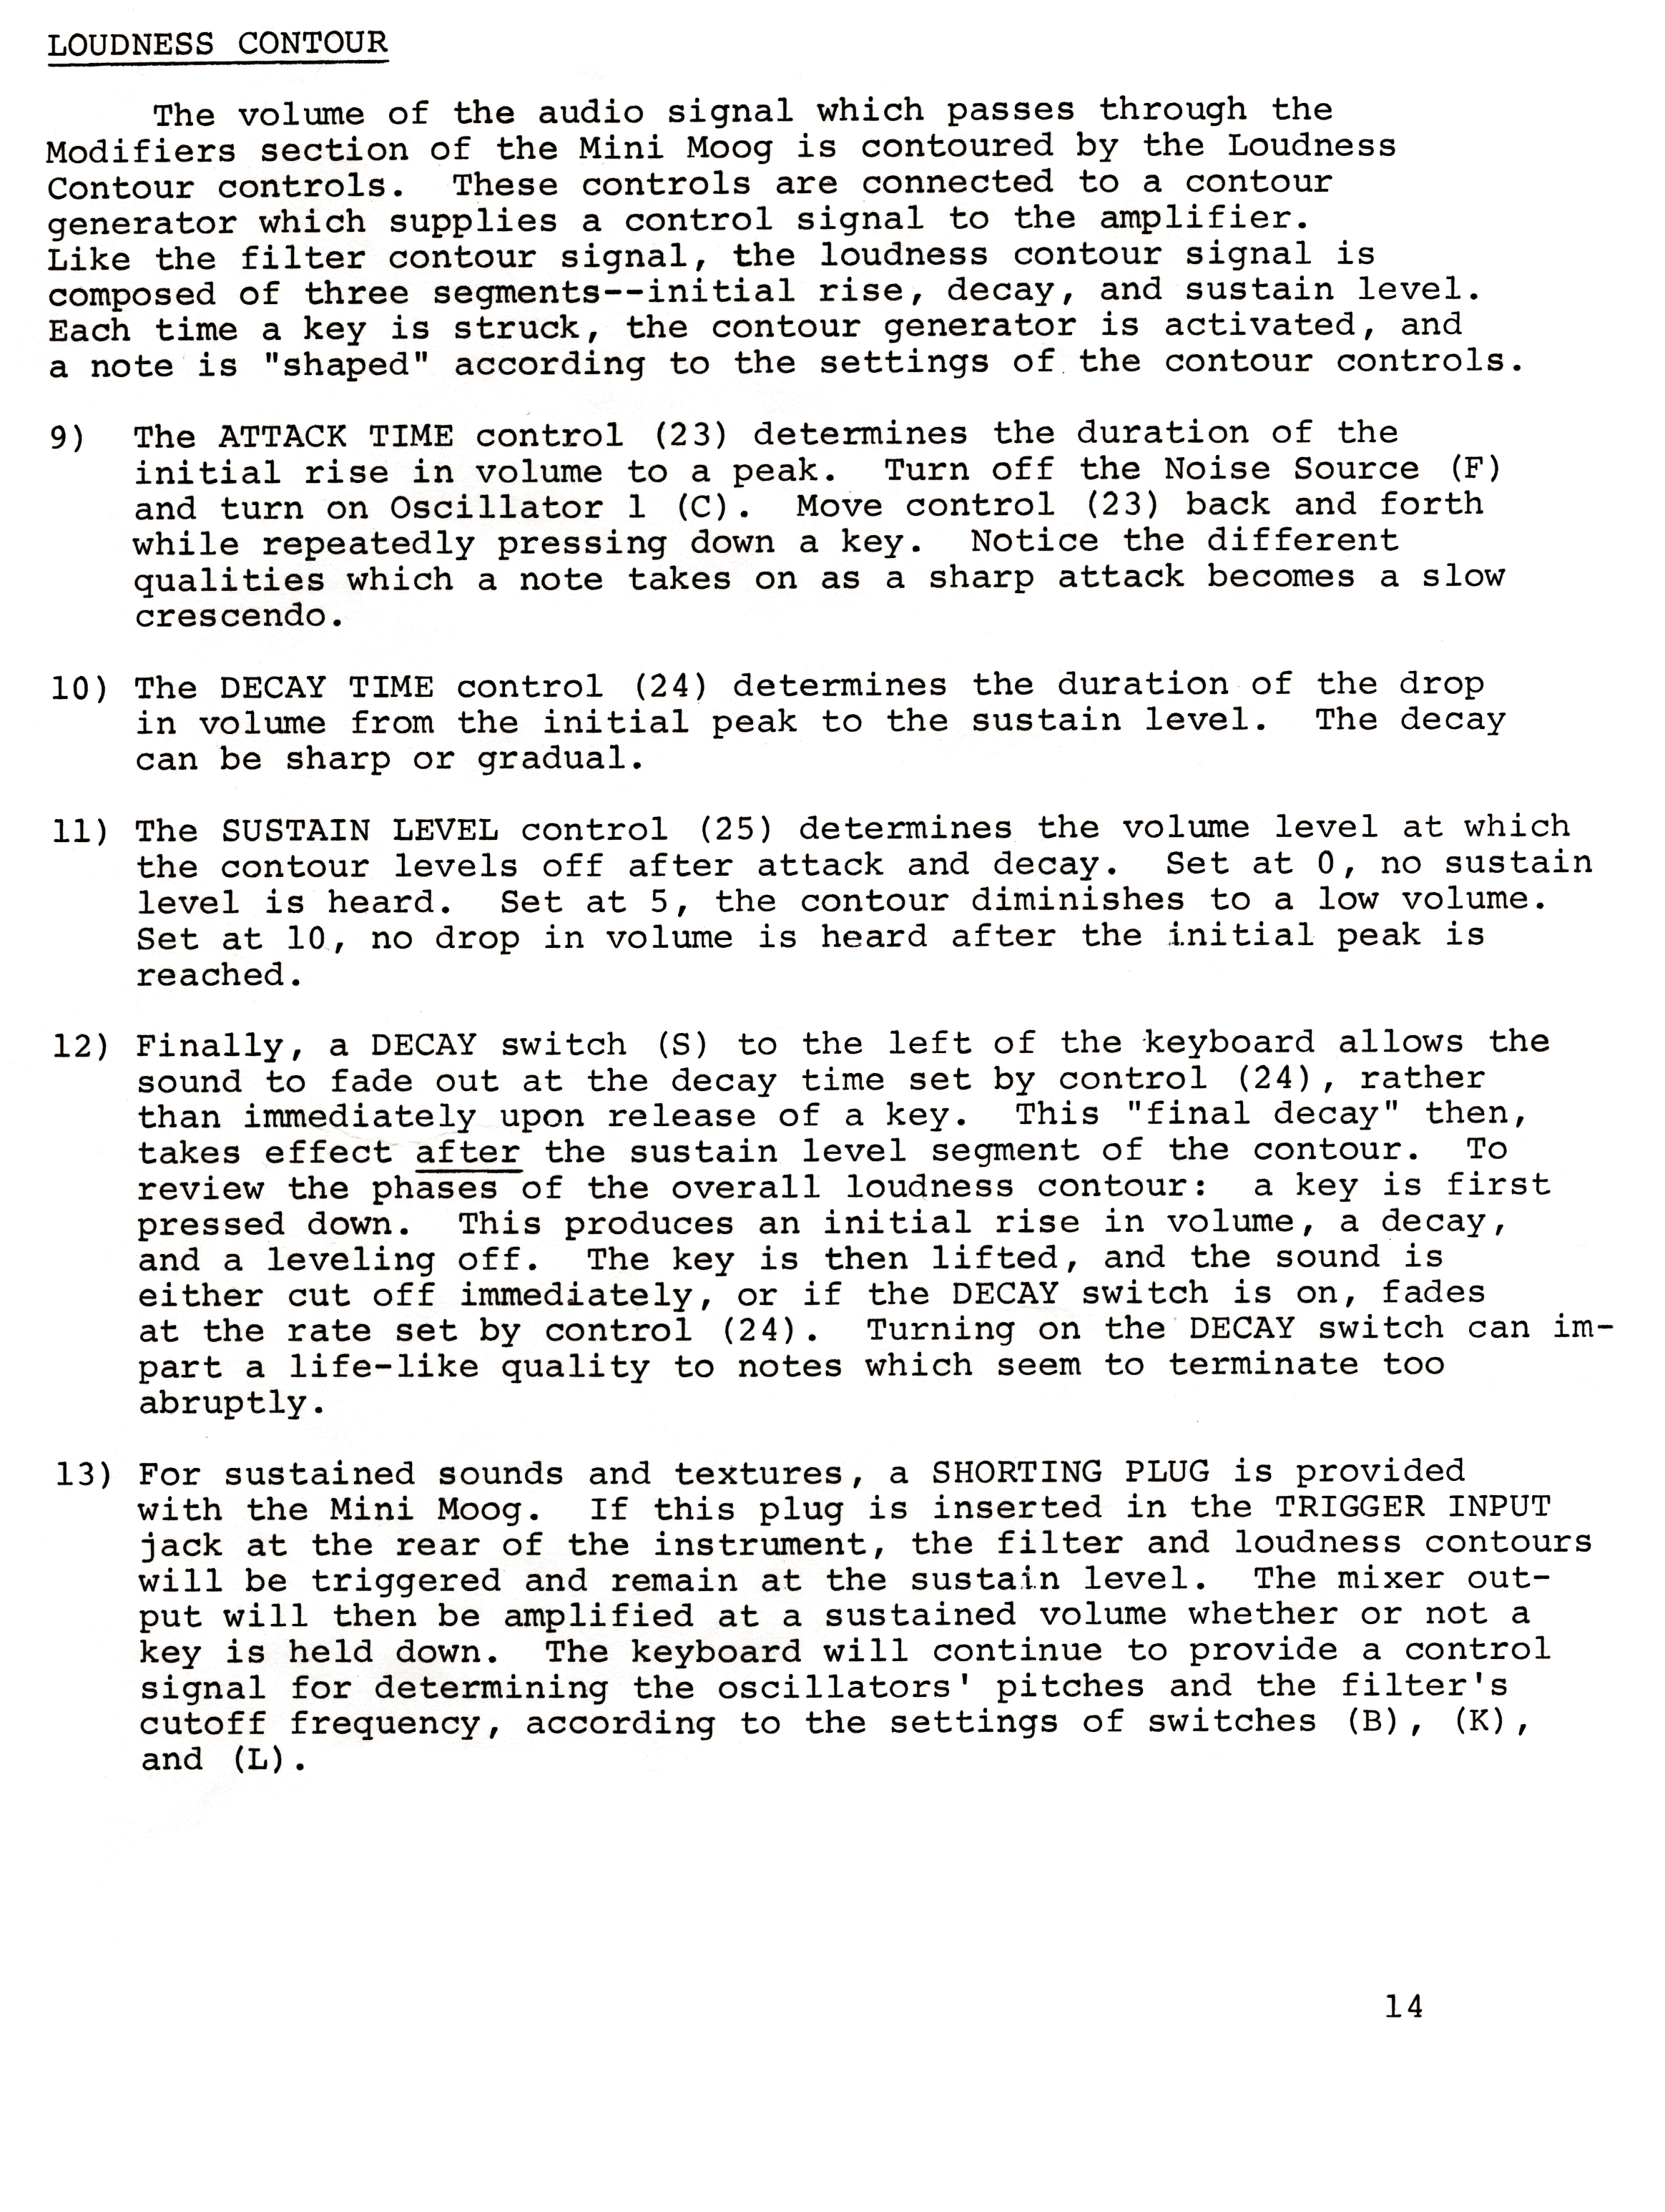 LOUDNESS CONTOUR
The volume of the audio signal which passes through the
Modifiers section of the Mini Moog is contoured by the Loudness
Contour controls.  These controls are connected to a contour
generator which supplies a control signal to the amplifier.
Like the filter contour signal, the loudness contour signal is
composed of three segments--initial rise, decay, and sustain level.
Each time a key is struck, the contour generator is activated, and
a note is "shaped" according to the settings of the contour controls.
9)  The ATTACK TIME control (23) determines the duration of the
initial rise in volume to a peak.  Turn off the Noise Source (F)
and turn on Oscillator 1 (C).  Move control (23) back and forth
while repeatedly pressing down a key.  Notice the different
qualities which a note takes on as a sharp attack becomes a slow
crescendo.
10) The DECAY TIME control (24) determines the duration of the drop
in volume from the initial peak to the sustain level.  The decay
can be sharp or gradual.
11) The SUSTAIN LEVEL control (25) determines the volume level at which
the contour levels off after attack and decay.  Set at 0, no sustain
level is heard.  Set at 5, the contour diminishes to a low volume.
Set at 10, no drop in volume is heard after the initial peak is
reached.
12) Finally, a DECAY switch (S) to the left of the keyboard allows the
sound to fade out at the decay time set by control (24), rather
than immediately upon release of a key.  This "final decay" then,
takes effect after the sustain level segment of the contour.  To
review the phases of the overall loudness contour:  a key is first
pressed down.  This produces an initial rise in volume, a decay,
and a leveling off.  The key is then lifted, and the sound is
either cut off immediately, or if the DECAY switch is on, fades
at the rate set by control (24).  Turning on the DECAY switch can im-
part a life-like quality to notes which seem to terminate too
abruptly.
13) For sustained sounds and textures, a SHORTING PLUG is provided
with the Mini Moog.  If this plug is inserted in the TRIGGER INPUT
jack at the rear of the instrument, the filter and loudness contours
will be triggered and remain at the sustain level.  The mixer out-
put will then be amplified at a sustained volume whether or not a
key is held down.  The keyboard will continue to provide a control
signal for determining the oscillators' pitches and the filter's
cutoff frequency, according to the settings of switches (B), (K),
and (L).
14